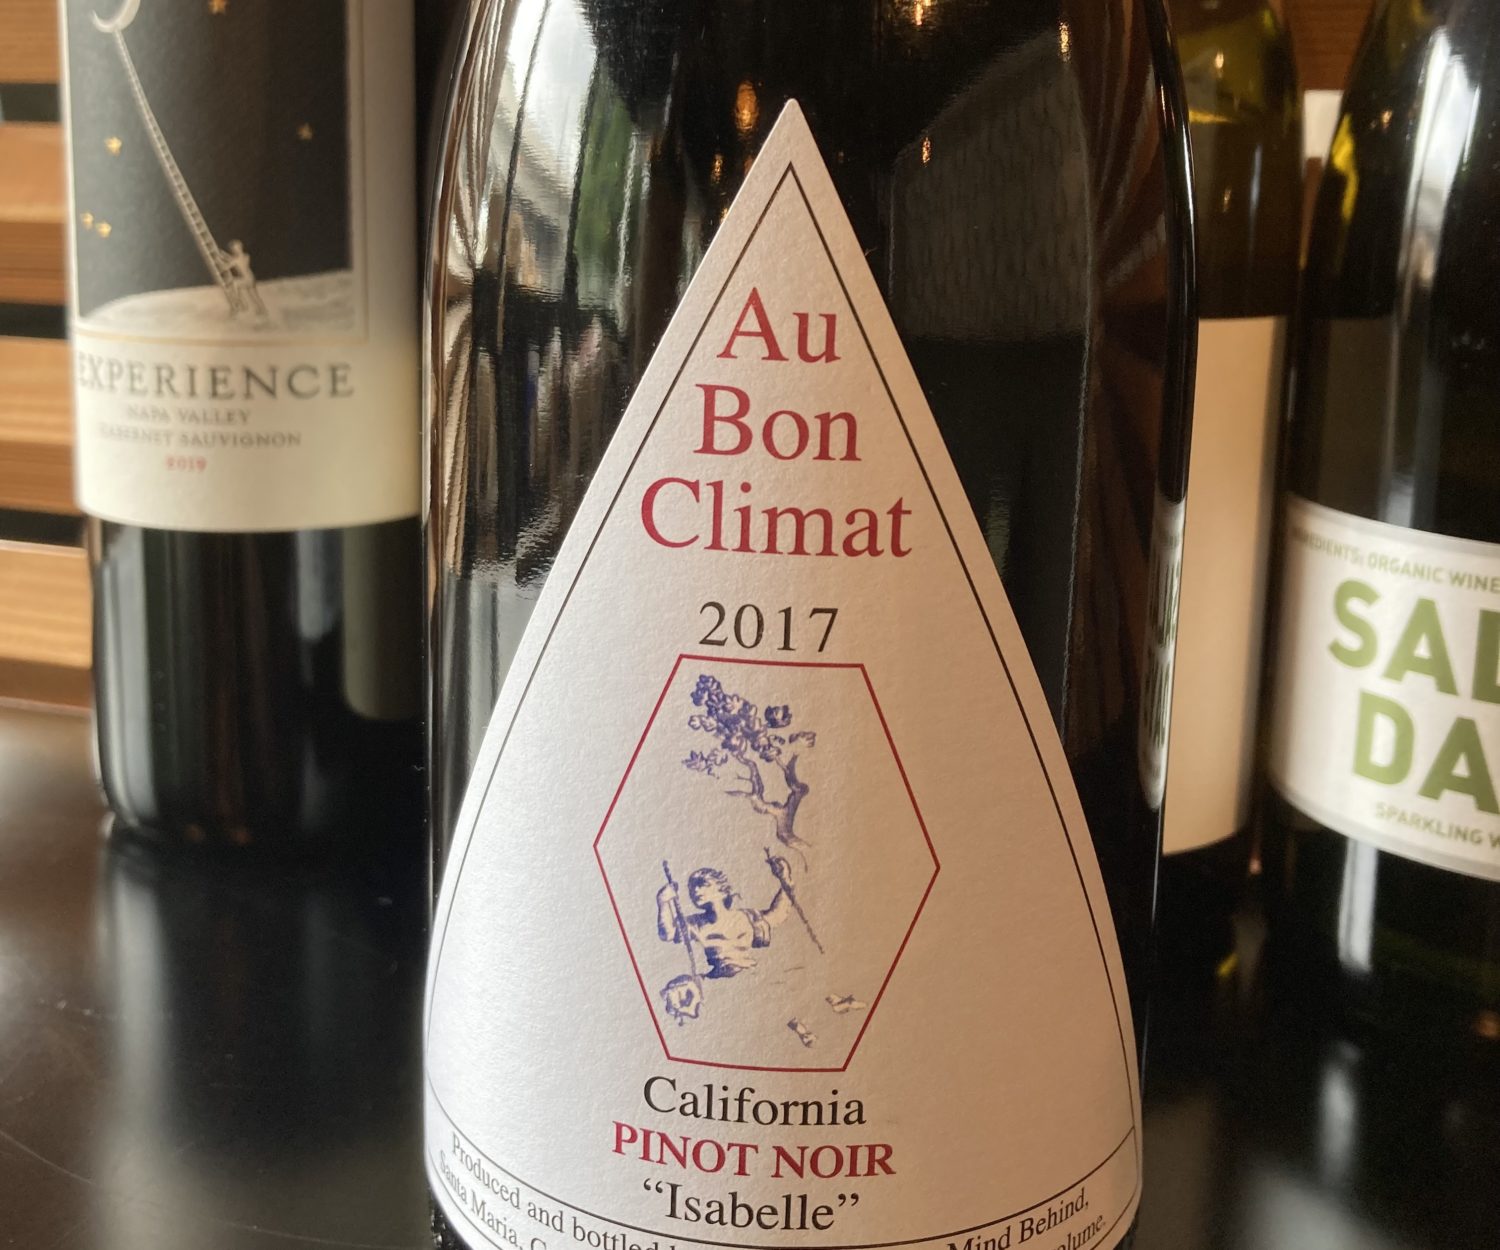 EXPERIENCE
NAPA VALLEY
CABERNET SAUVIGNON
2019
Au
Bon
Climat
2017
California
PINOT NOIR
“Isabelle”
Produced and bottled
Mind Behind,
Santa Maria,
INGREDIENTS: ORGANIC WINE
DA
SPARKLING